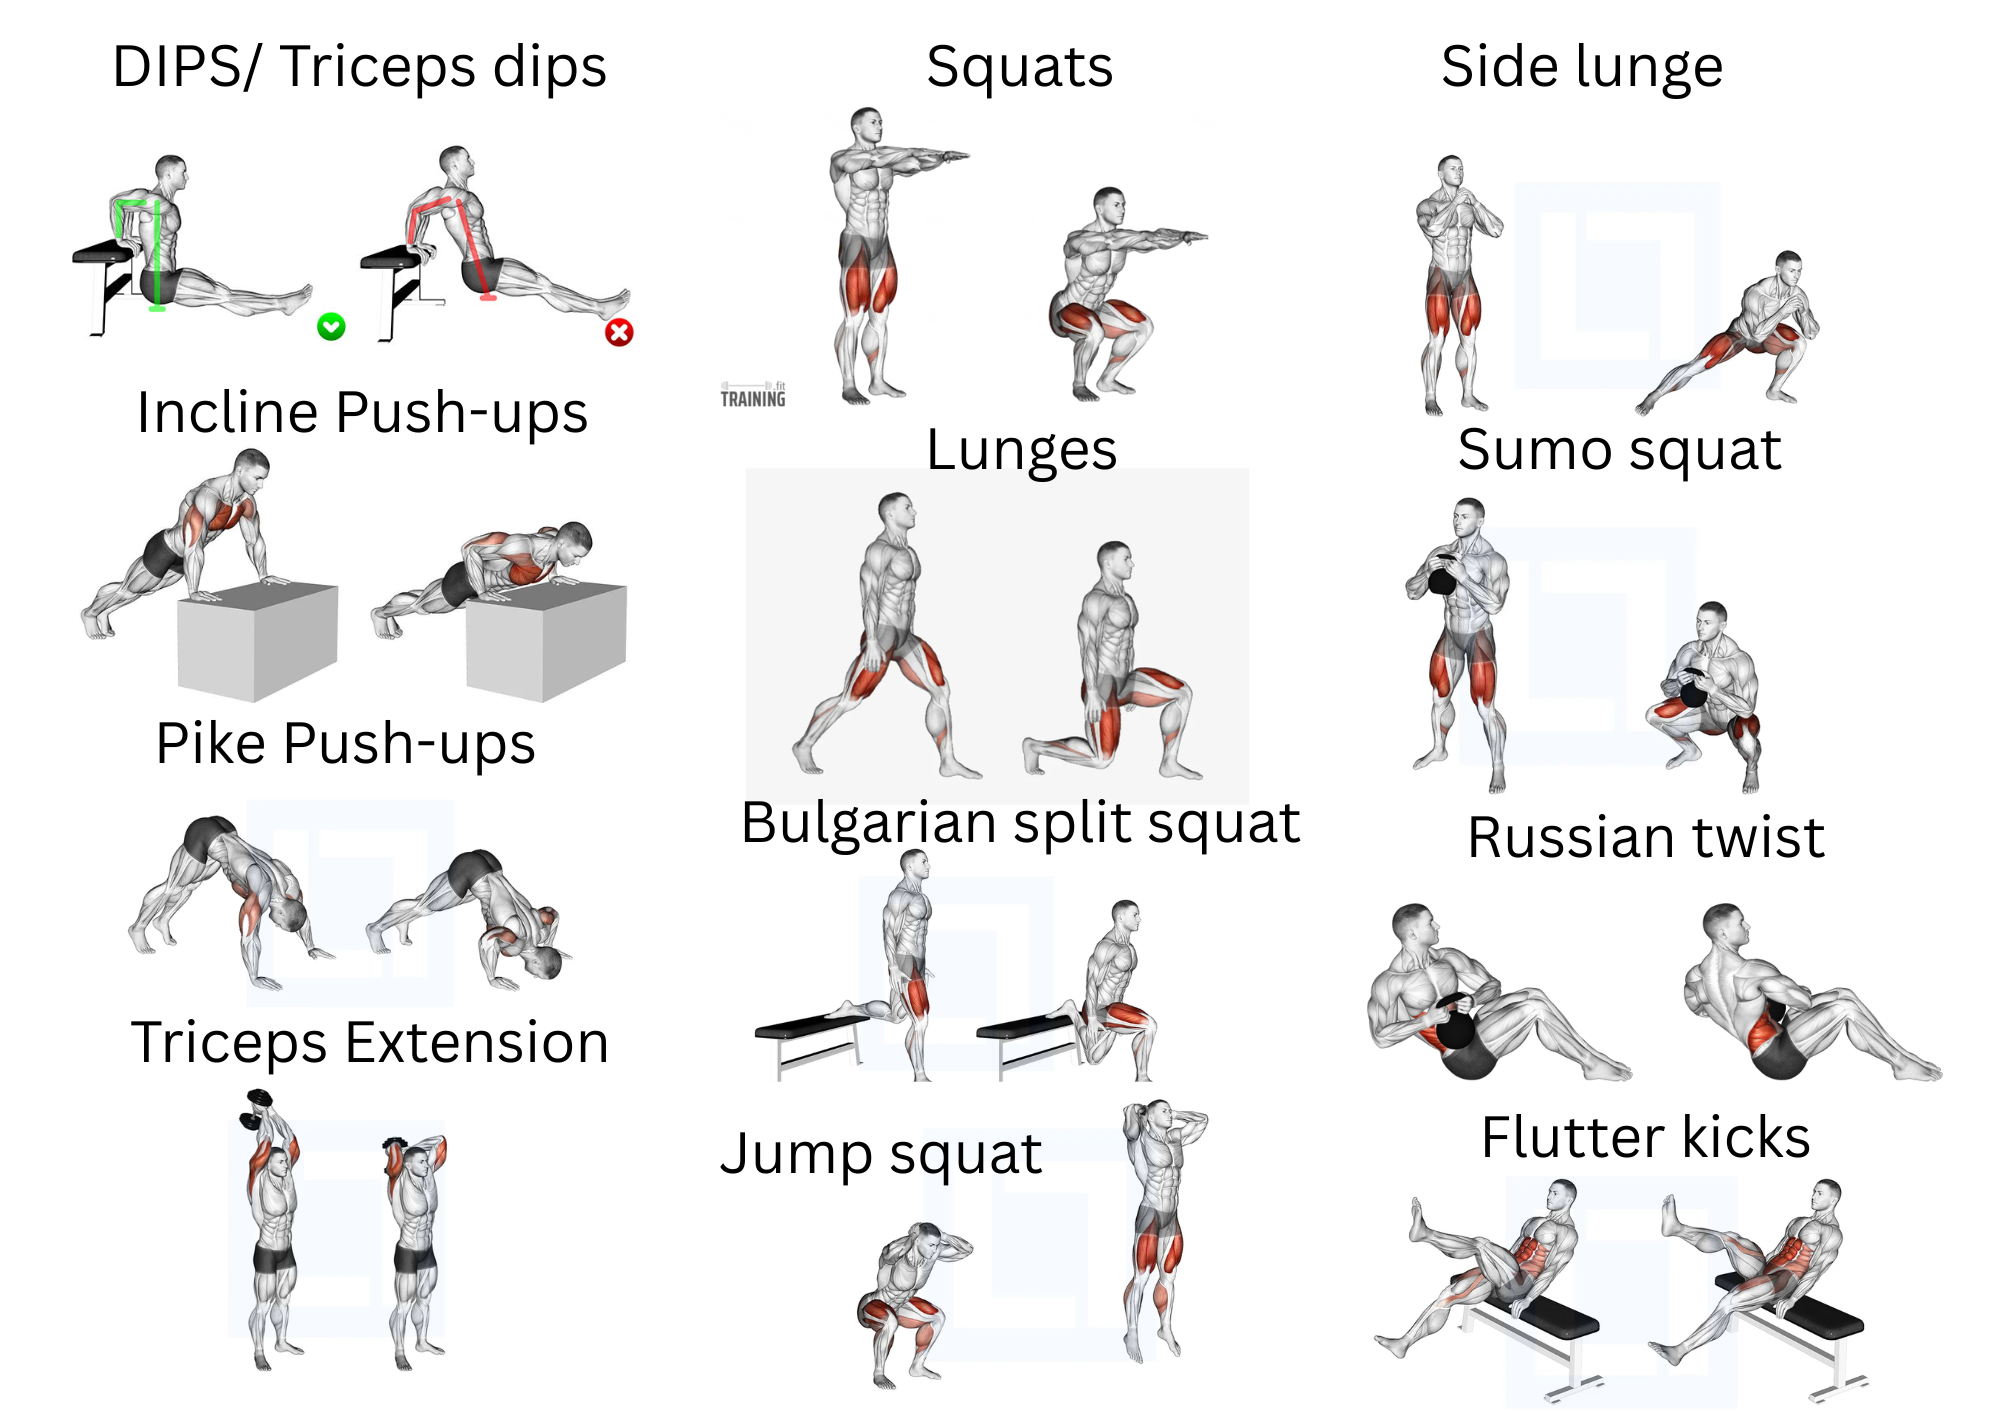 DIPS/ Triceps dips
Incline Push-ups
Pike Push-ups
Triceps Extension
Squats
.fit
TRAINING
Lunges
Bulgarian split squat
Jump squat
Side lunge
Sumo squat
Russian twist
Flutter kicks